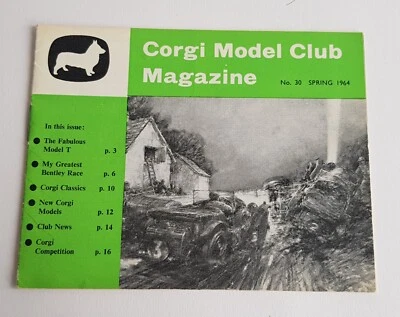 Corgi Model Club
Magazine
No. 30 SPRING 1964
In this issue:
The Fabulous
Model T p. 3
My Greatest
Bentley Race p. 6
Corgi Classics p. 10
New Corgi
Models p. 12
Club News p. 14
Corgi
Competition p. 16